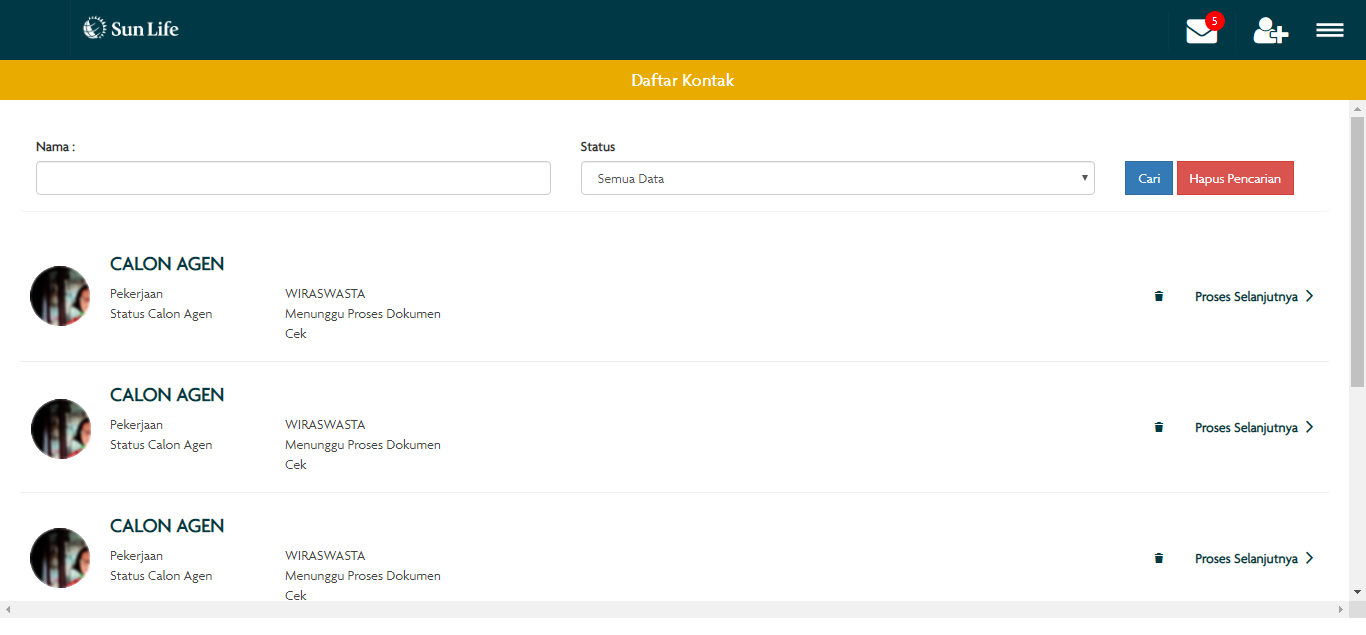 Sun Life
5
Daftar Kontak
Nama :
Status
Semua Data
Cari
Hapus Pencarian
CALON AGEN
Pekerjaan WIRASWASTA
Status Calon Agen Menunggu Proses Dokumen
Cek
Proses Selanjutnya
CALON AGEN
Pekerjaan WIRASWASTA
Status Calon Agen Menunggu Proses Dokumen
Cek
Proses Selanjutnya
CALON AGEN
Pekerjaan WIRASWASTA
Status Calon Agen Menunggu Proses Dokumen
Cek
Proses Selanjutnya